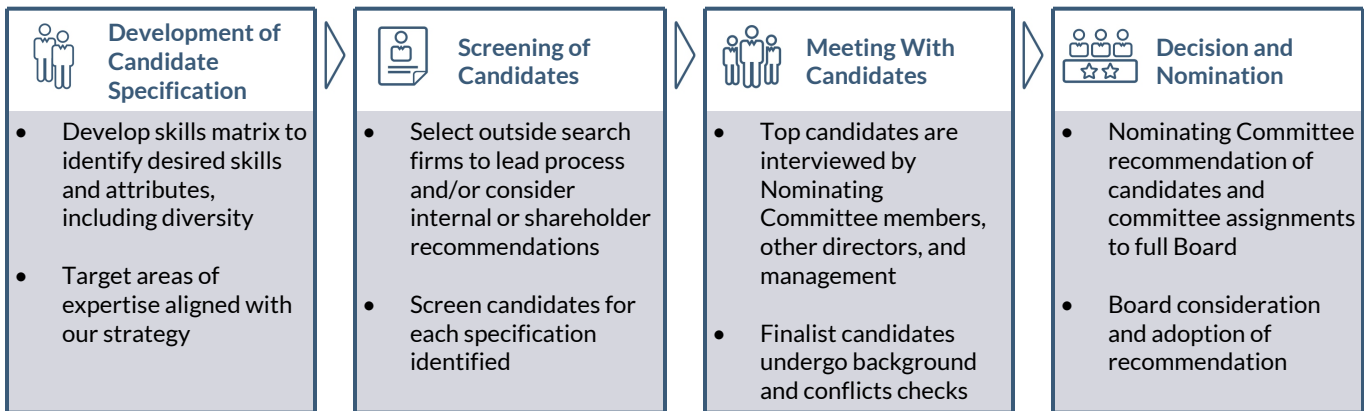 Development of
Candidate
Specification
• Develop skills matrix to
identify desired skills
and attributes,
including diversity
• Target areas of
expertise aligned with
our strategy
Screening of
Candidates
• Select outside search
firms to lead process
and/or consider
internal or shareholder
recommendations
• Screen candidates for
each specification
identified
Meeting With
Candidates
• Top candidates are
interviewed by
Nominating
Committee members,
other directors, and
management
• Finalist candidates
undergo background
and conflicts checks
Decision and
Nomination
• Nominating Committee
recommendation of
candidates and
committee assignments
to full Board
• Board consideration
and adoption of
recommendation